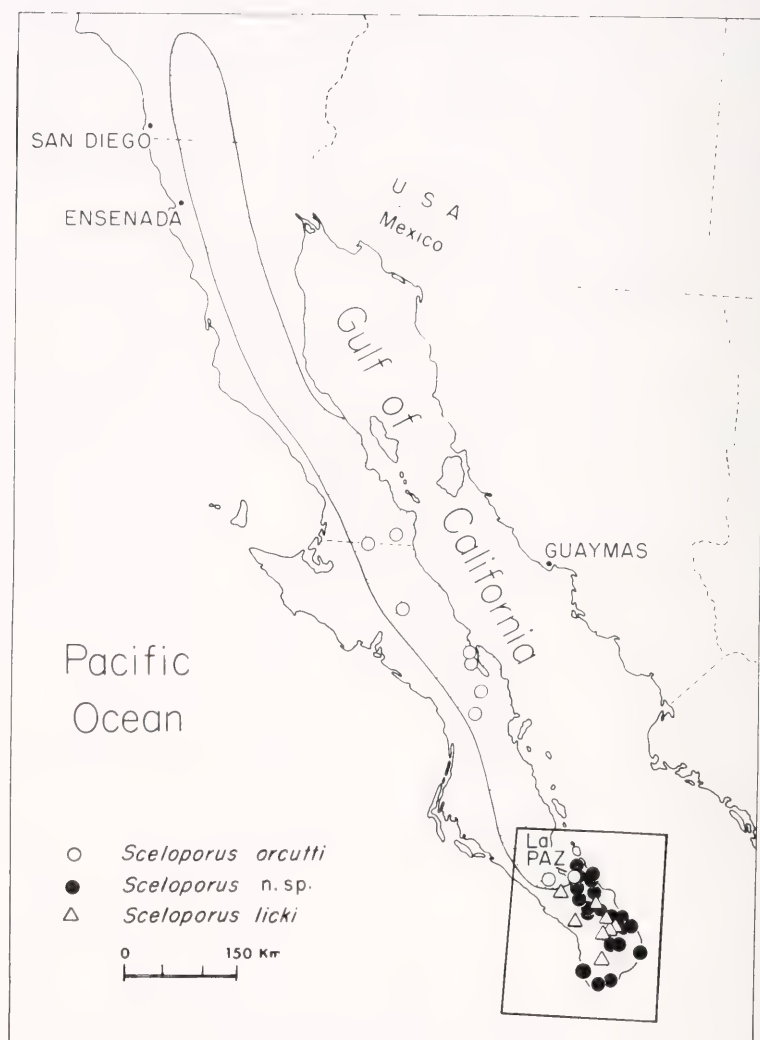 SAN DIEGO
ENSENADA
U S A
Mexico
Gulf of
California
GUAYMAS
Pacific
Ocean
La
PAZ
Sceloporus orcutti
Sceloporus n. sp.
Sceloporus licki
0 150 Km